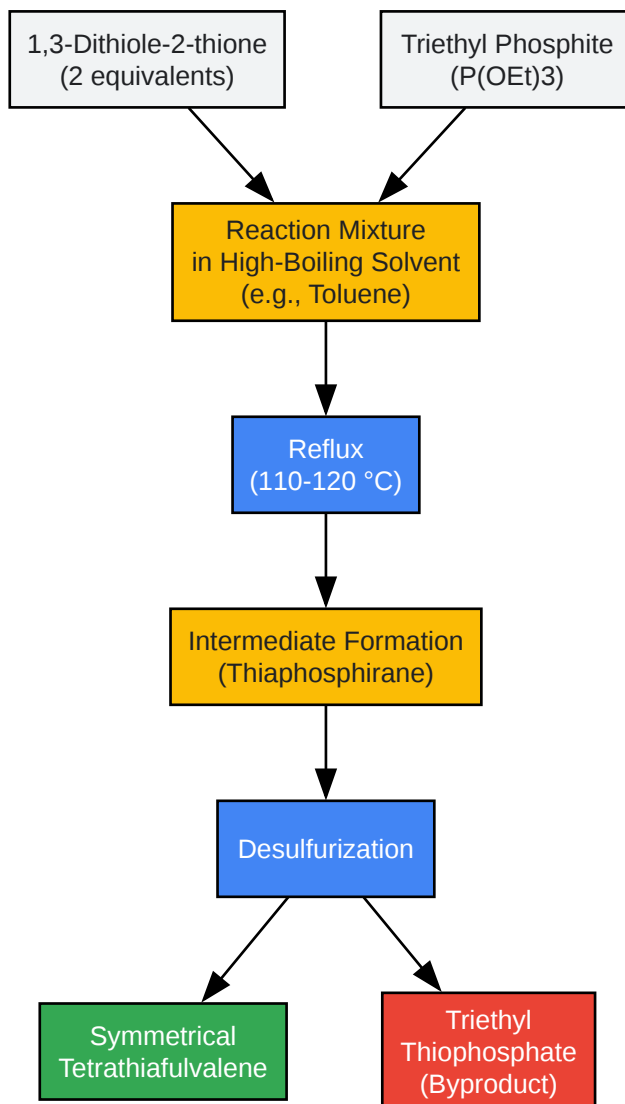 1,3-Dithiole-2-thione
(2 equivalents)
Triethyl Phosphite
(P(OEt)3)
Reaction Mixture
in High-Boiling Solvent
(e.g., Toluene)
Reflux
(110-120 °C)
Intermediate Formation
(Thiaphosphirane)
Desulfurization
Symmetrical
Tetrathiafulvalene
Triethyl
Thiophosphate
(Byproduct)